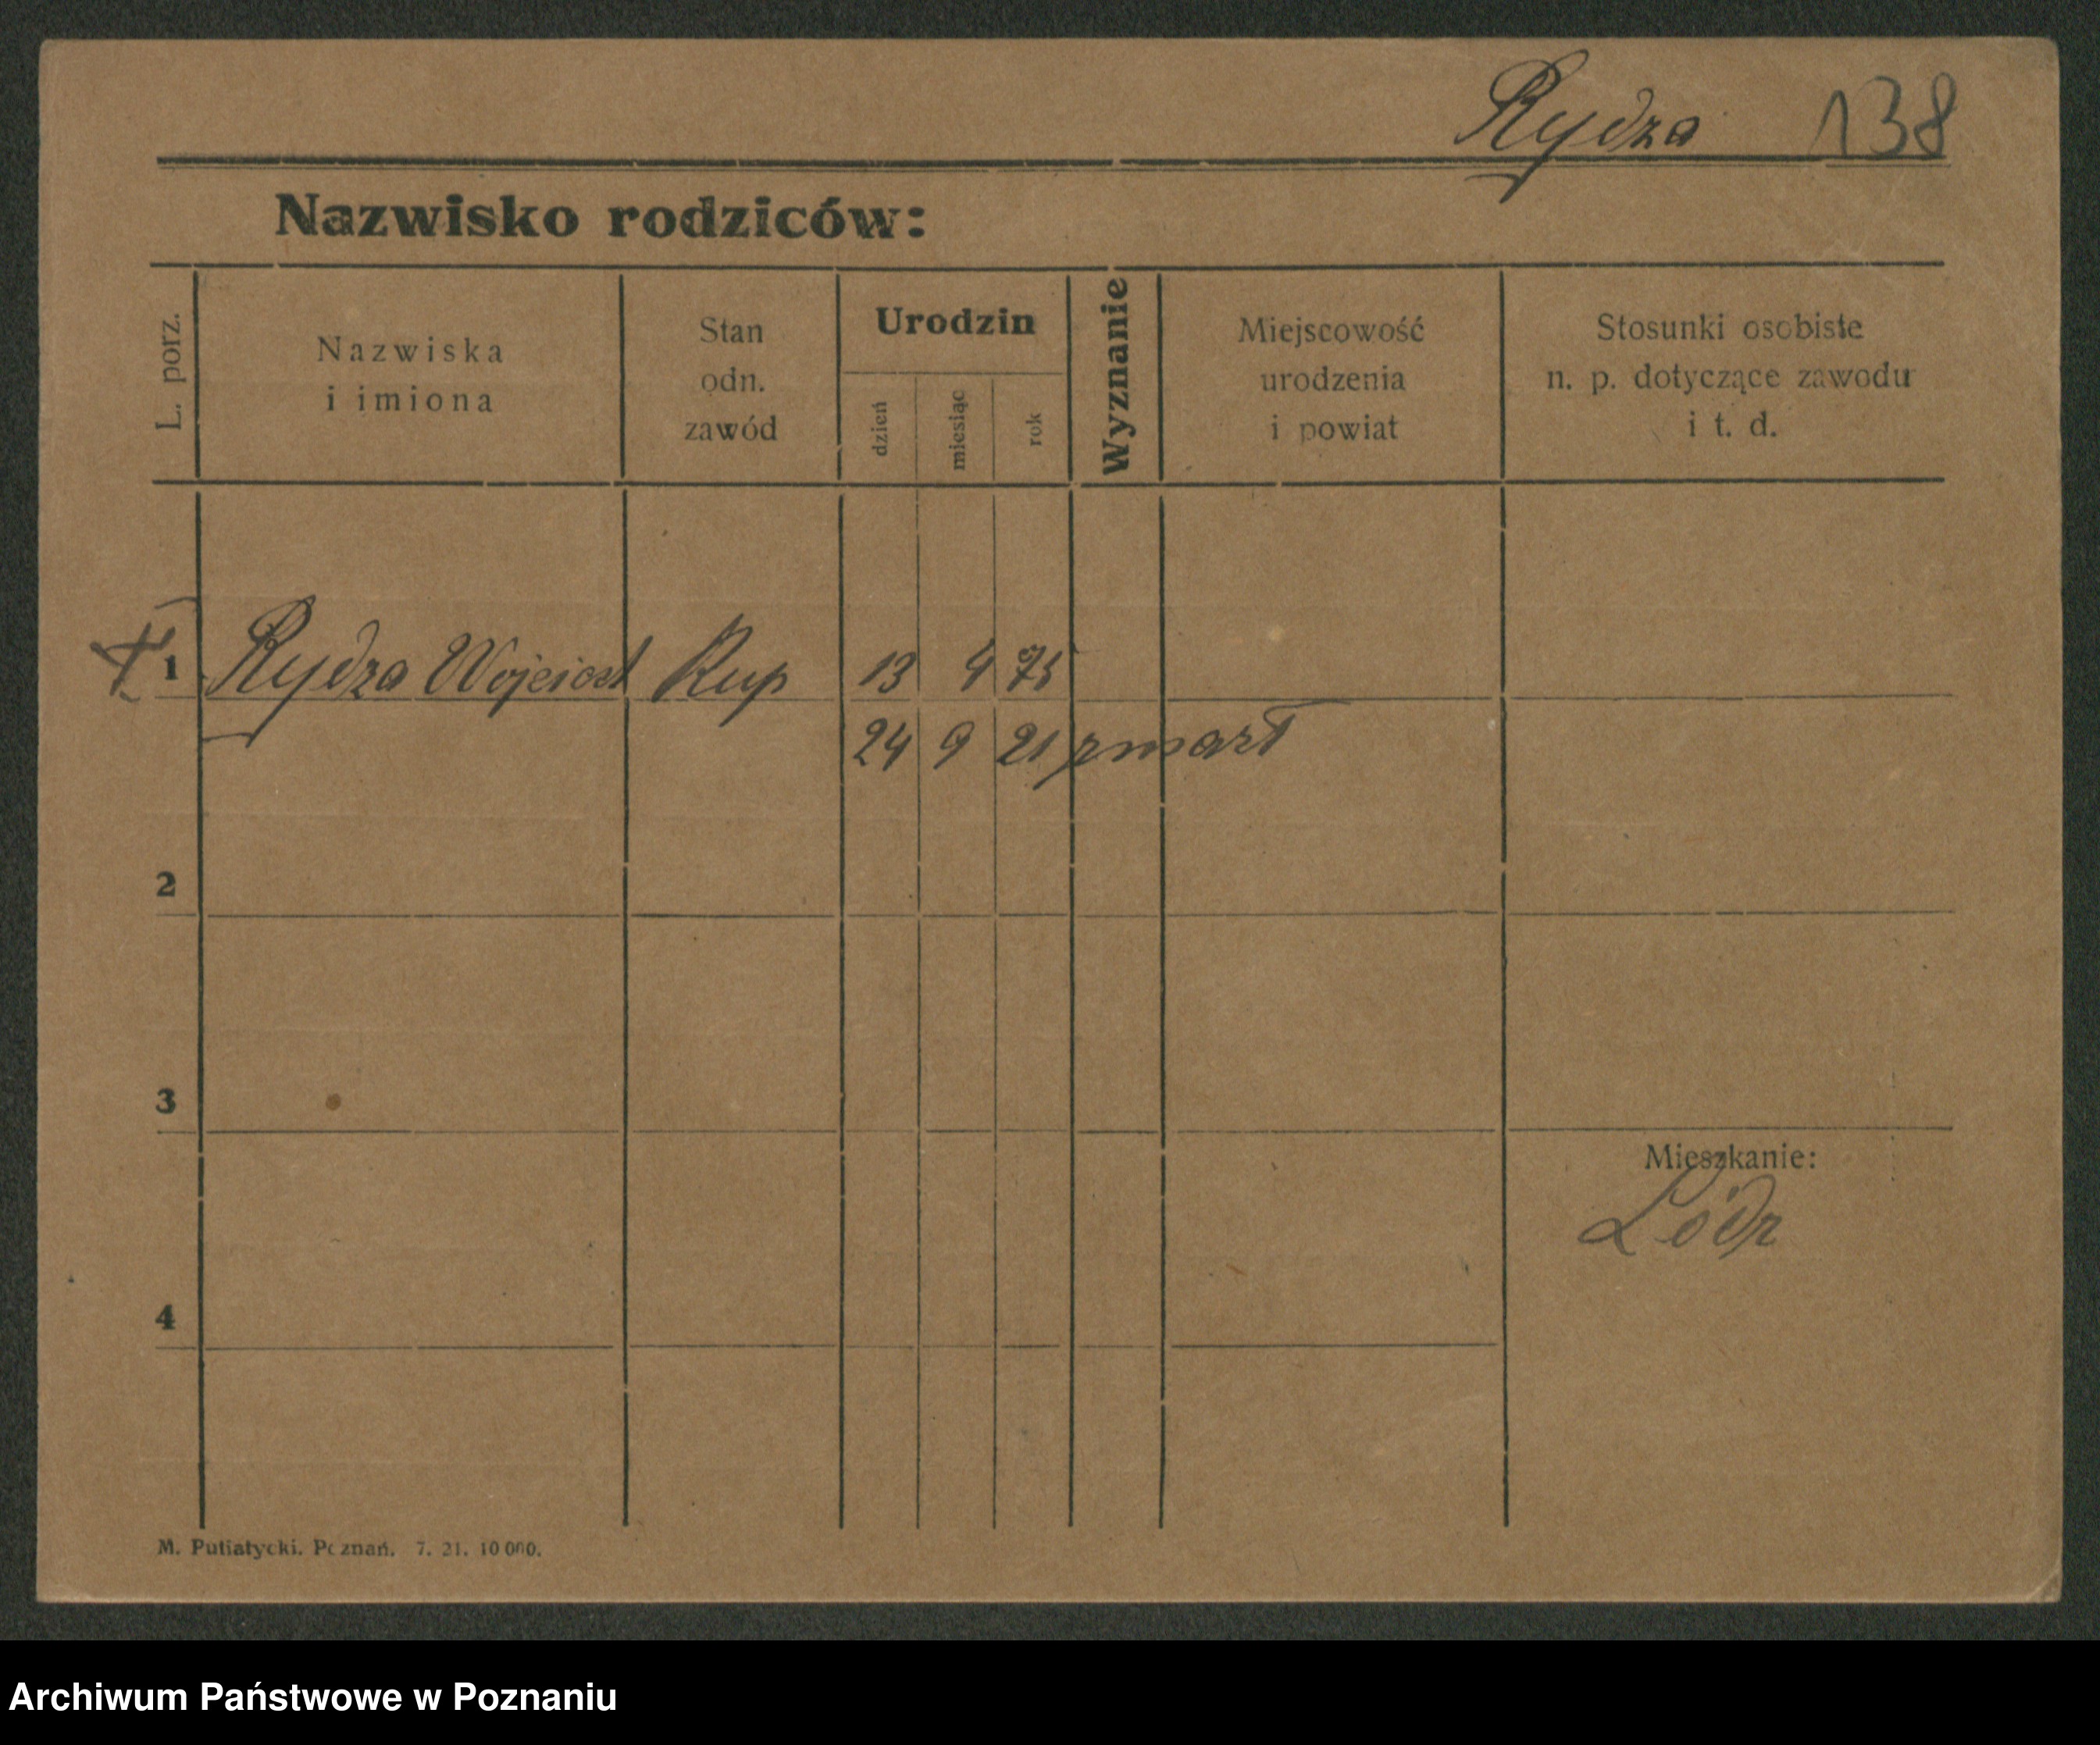 Rydza 138
Nazwisko rodziców:
L. porz.
Nazwiska
i imiona
Stan
odn.
zawód
Urodzin
dzień
miesiąc
rok
Wyznanie
Miejscowość
urodzenia
i powiat
Stosunki osobiste
n. p. dotyczące zawodu
i t. d.
1 Rydza Wojciech Kup 13 4 75
24 9 21 zmarł
2
3
Mieszkanie:
Łódź
4
M. Putiatycki. Poznań. 7. 21. 10 000.
Archiwum Państwowe w Poznaniu